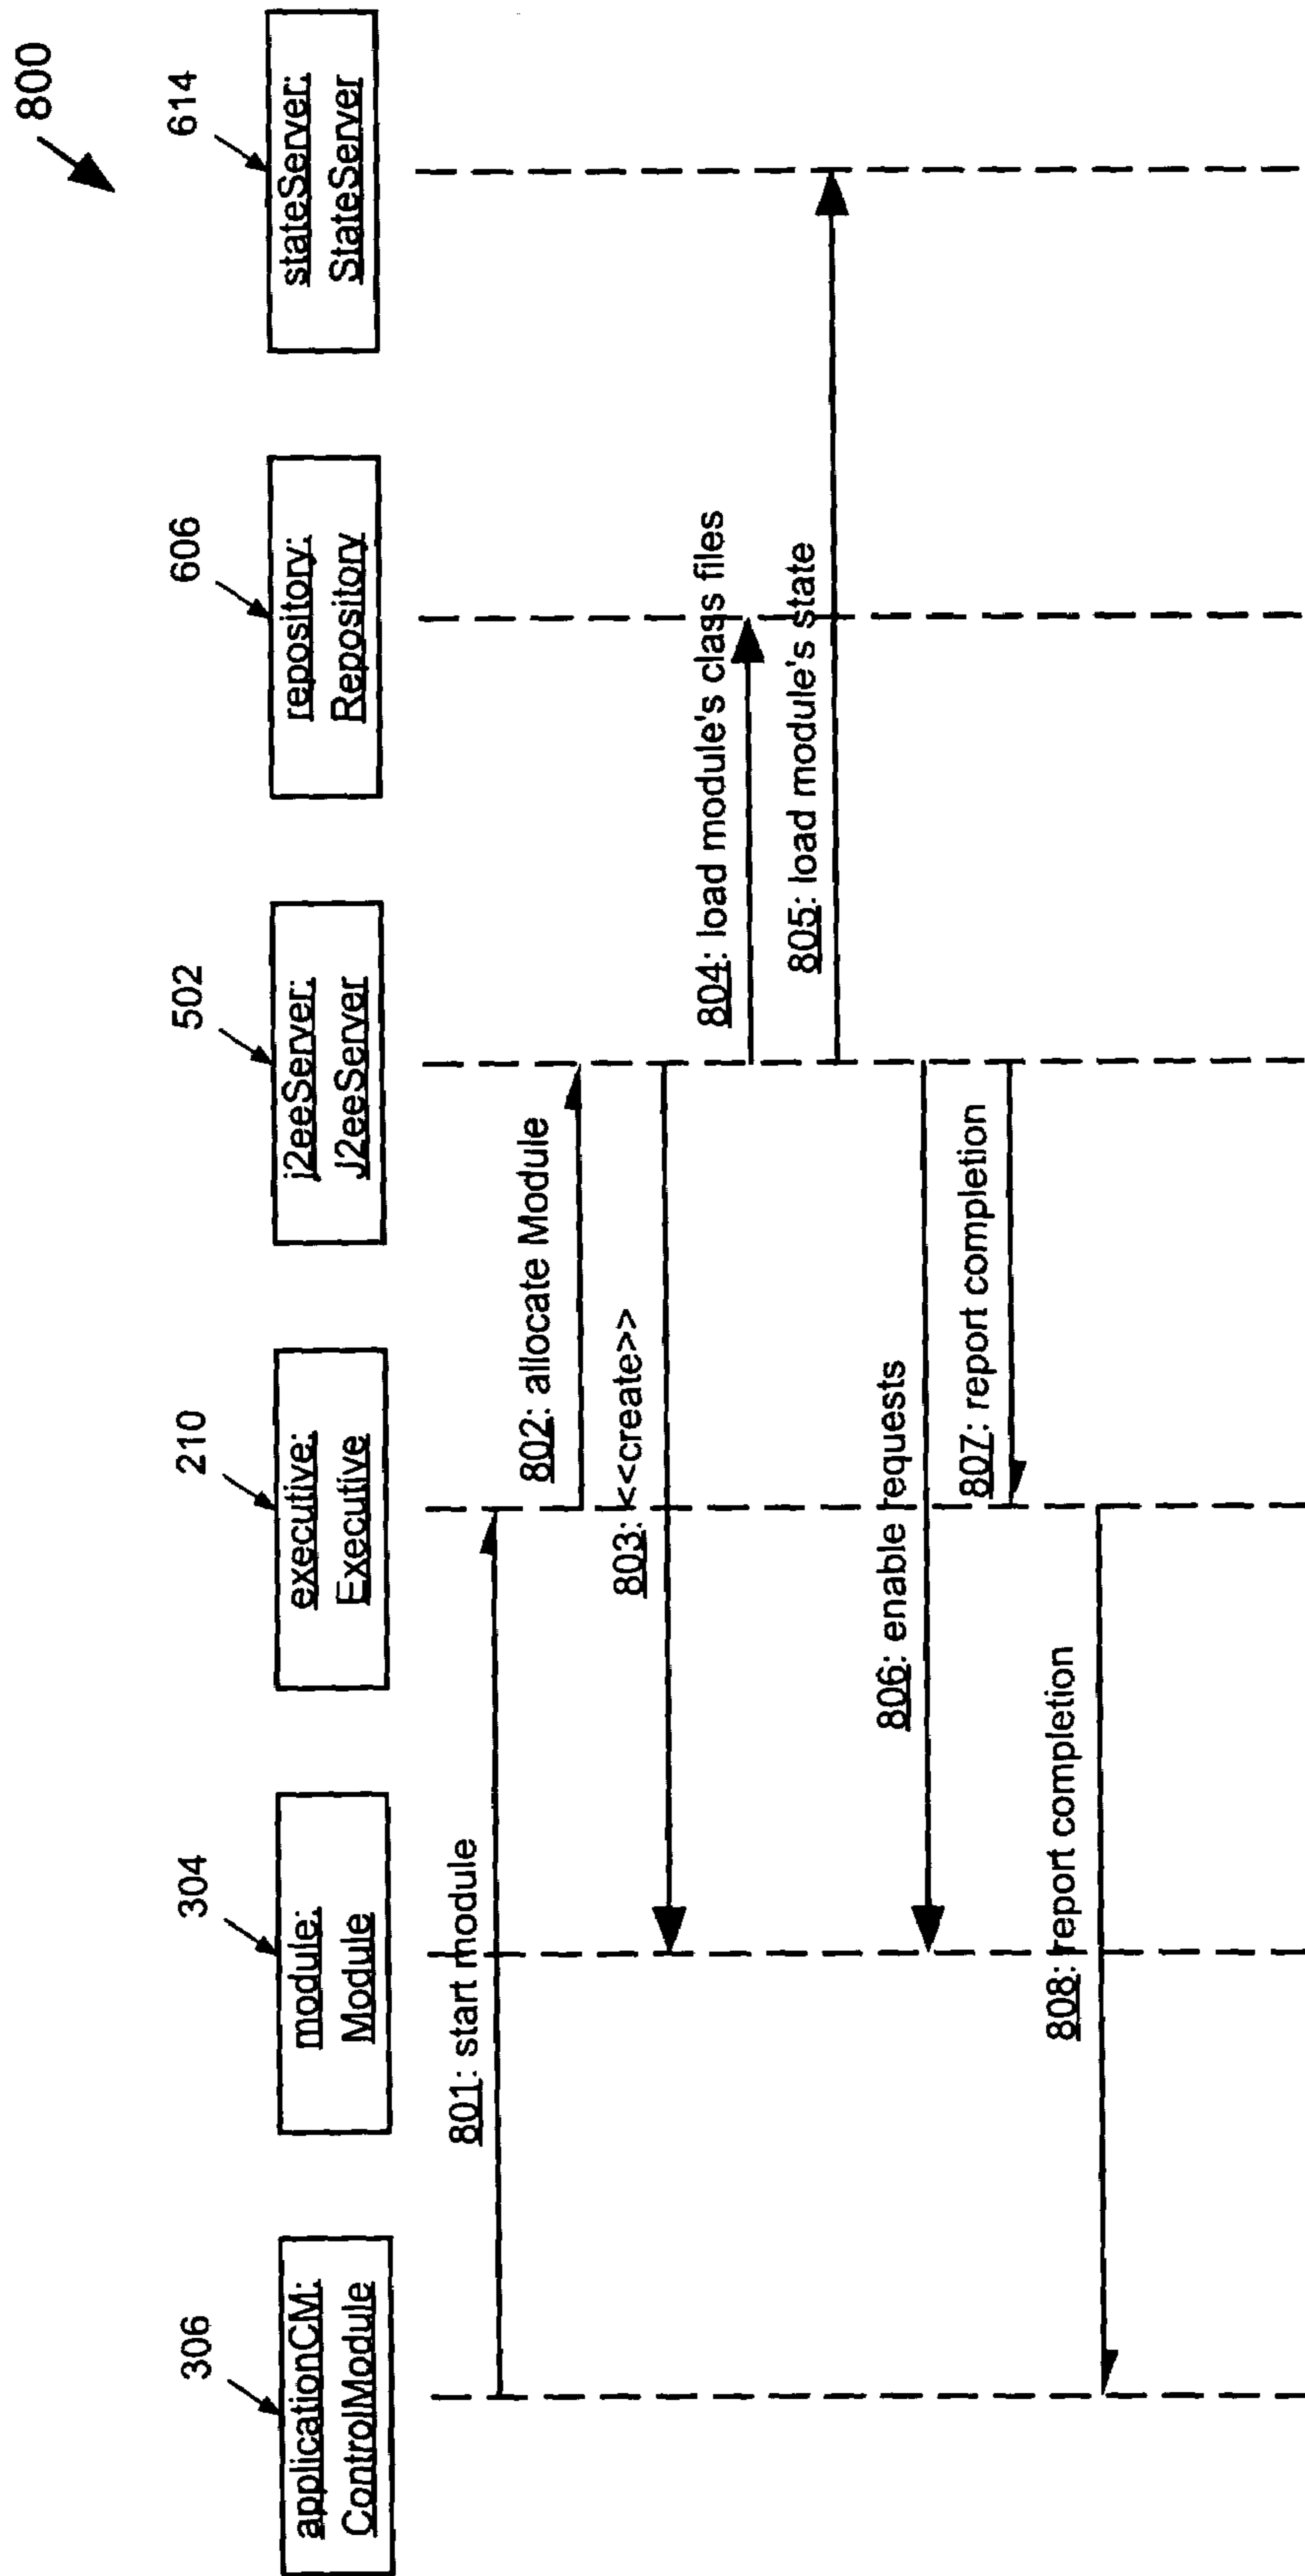 800
306
304
210
502
606
614
applicationCM:
ControlModule
module:
Module
executive:
Executive
j2eeServer:
J2eeServer
repository:
Repository
stateServer:
StateServer
801: start module
802: allocate Module
803: <<create>>
804: load module's class files
805: load module's state
806: enable requests
807: report completion
808: report completion